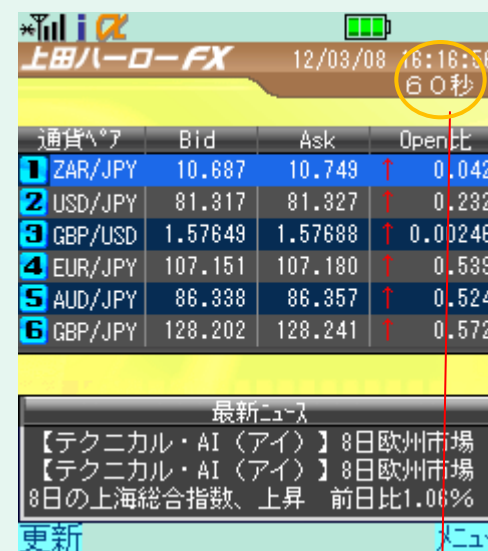 iα
上田ハーローFX
12/03/08 16:16:56
60秒
通貨ペア Bid Ask Open比
1 ZAR/JPY 10.687 10.749 ↑ 0.042
2 USD/JPY 81.317 81.327 ↑ 0.232
3 GBP/USD 1.57649 1.57688 ↑ 0.00246
4 EUR/JPY 107.151 107.180 ↑ 0.539
5 AUD/JPY 86.338 86.357 ↑ 0.524
6 GBP/JPY 128.202 128.241 ↑ 0.572
最新ニュース
【テクニカル・AI(アイ)】8日欧州市場
【テクニカル・AI(アイ)】8日欧州市場
8日の上海総合指数、上昇 前日比1.06%
更新 メニュー